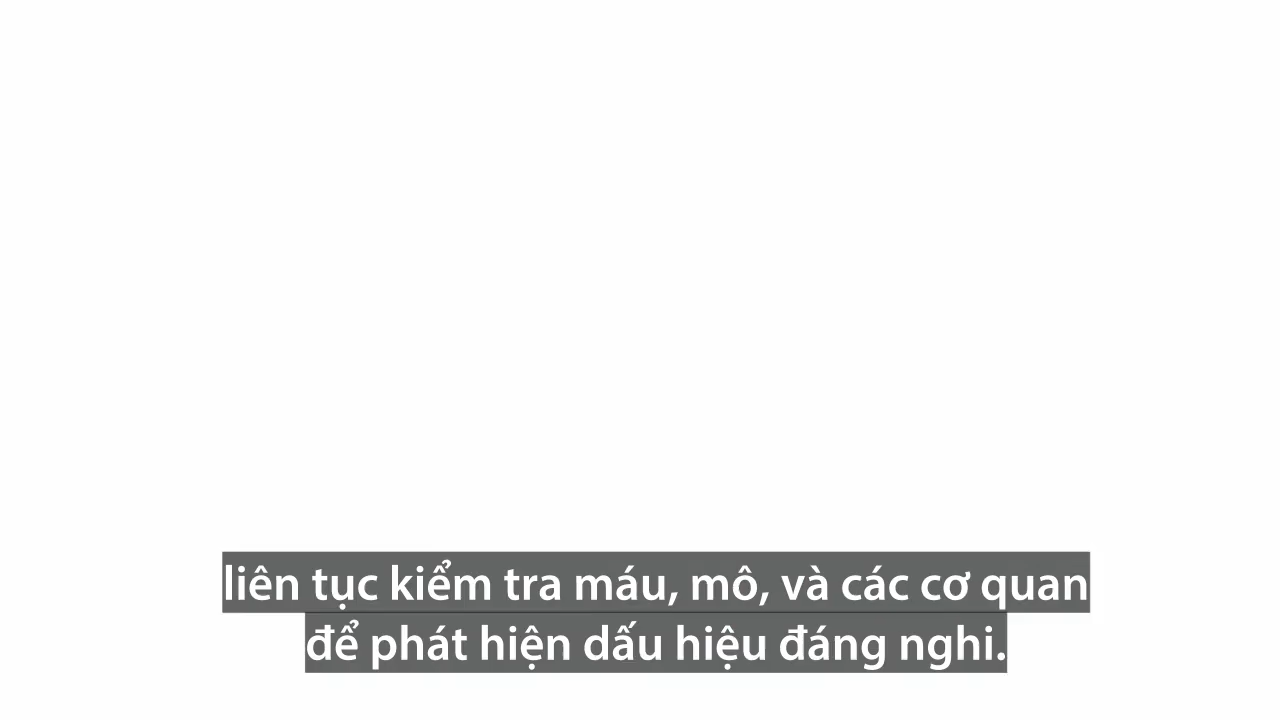 liên tục kiểm tra máu, mô, và các cơ quan
để phát hiện dấu hiệu đáng nghi.